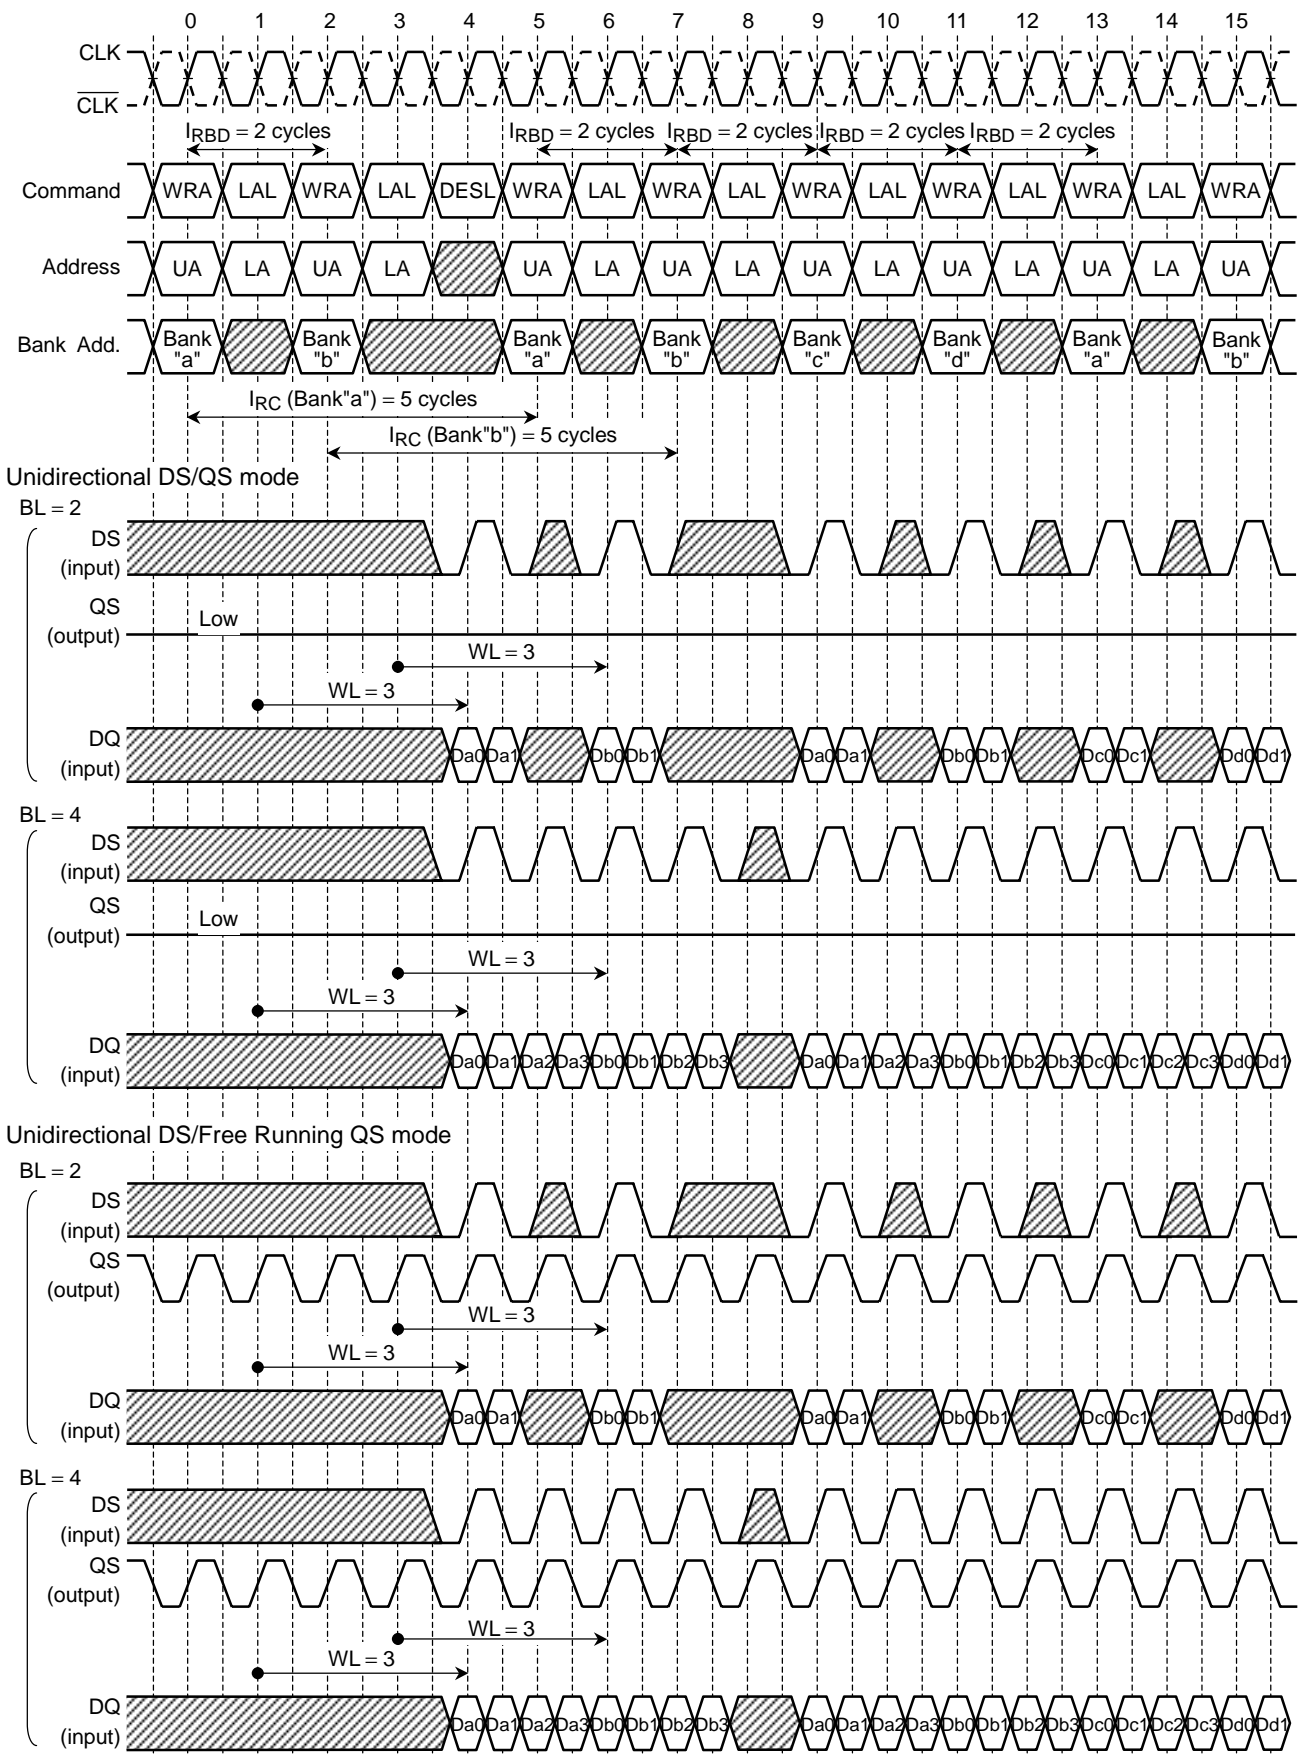 0 1 2 3 4 5 6 7 8 9 10 11 12 13 14 15
CLK
CLK
IRBD = 2 cycles IRBD = 2 cycles IRBD = 2 cycles IRBD = 2 cycles IRBD = 2 cycles
Command WRA LAL WRA LAL DESL WRA LAL WRA LAL WRA LAL WRA LAL WRA LAL WRA
Address UA LA UA LA UA LA UA LA UA LA UA LA UA LA UA
Bank Add. Bank "a" Bank "b" Bank "a" Bank "b" Bank "c" Bank "d" Bank "a" Bank "b"
IRC (Bank"a") = 5 cycles
IRC (Bank"b") = 5 cycles
Unidirectional DS/QS mode
BL = 2
DS
(input)
QS
(output) Low
WL = 3
WL = 3
DQ
(input) Da0 Da1 Db0 Db1 Da0 Da1 Db0 Db1 Dc0 Dc1 Dd0 Dd1
BL = 4
DS
(input)
QS
(output) Low
WL = 3
WL = 3
DQ
(input) Da0 Da1 Da2 Da3 Db0 Db1 Db2 Db3 Da0 Da1 Da2 Da3 Db0 Db1 Db2 Db3 Dc0 Dc1 Dc2 Dc3 Dd0 Dd1
Unidirectional DS/Free Running QS mode
BL = 2
DS
(input)
QS
(output)
WL = 3
WL = 3
DQ
(input) Da0 Da1 Db0 Db1 Da0 Da1 Db0 Db1 Dc0 Dc1 Dd0 Dd1
BL = 4
DS
(input)
QS
(output)
WL = 3
WL = 3
DQ
(input) Da0 Da1 Da2 Da3 Db0 Db1 Db2 Db3 Da0 Da1 Da2 Da3 Db0 Db1 Db2 Db3 Dc0 Dc1 Dc2 Dc3 Dd0 Dd1